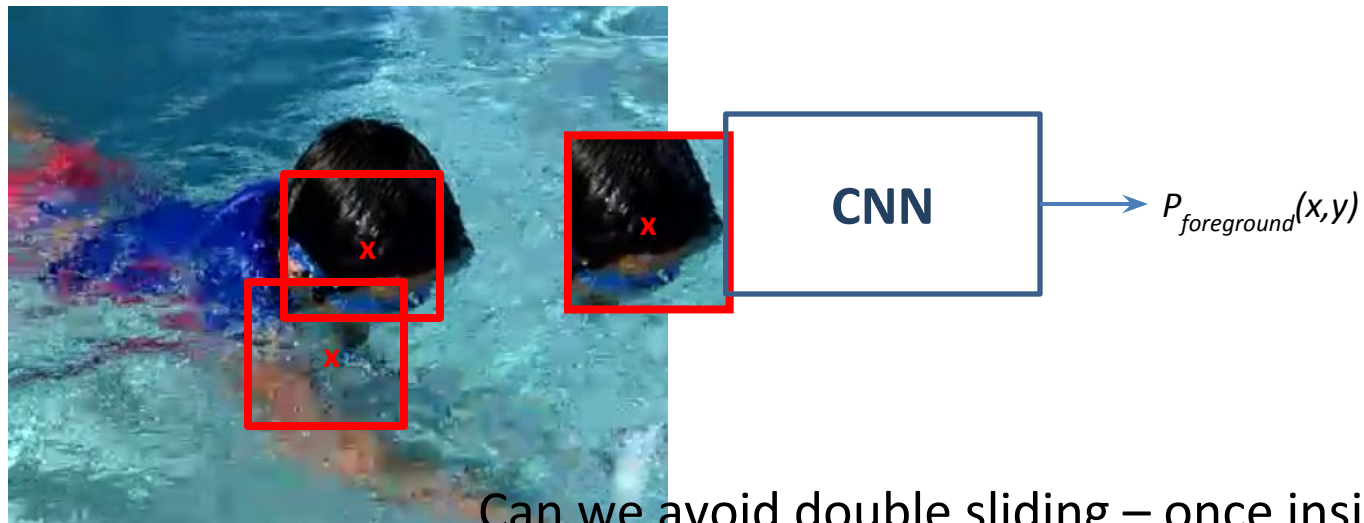 x
x
x
CNN
P_foreground(x,y)
Can we avoid double sliding – once insi